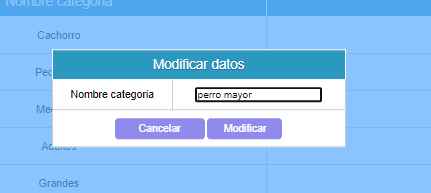 Nombre categoria
Cachorro
Modificar datos
Nombre categoria
perro mayor
Cancelar Modificar
Adultos
Grandes